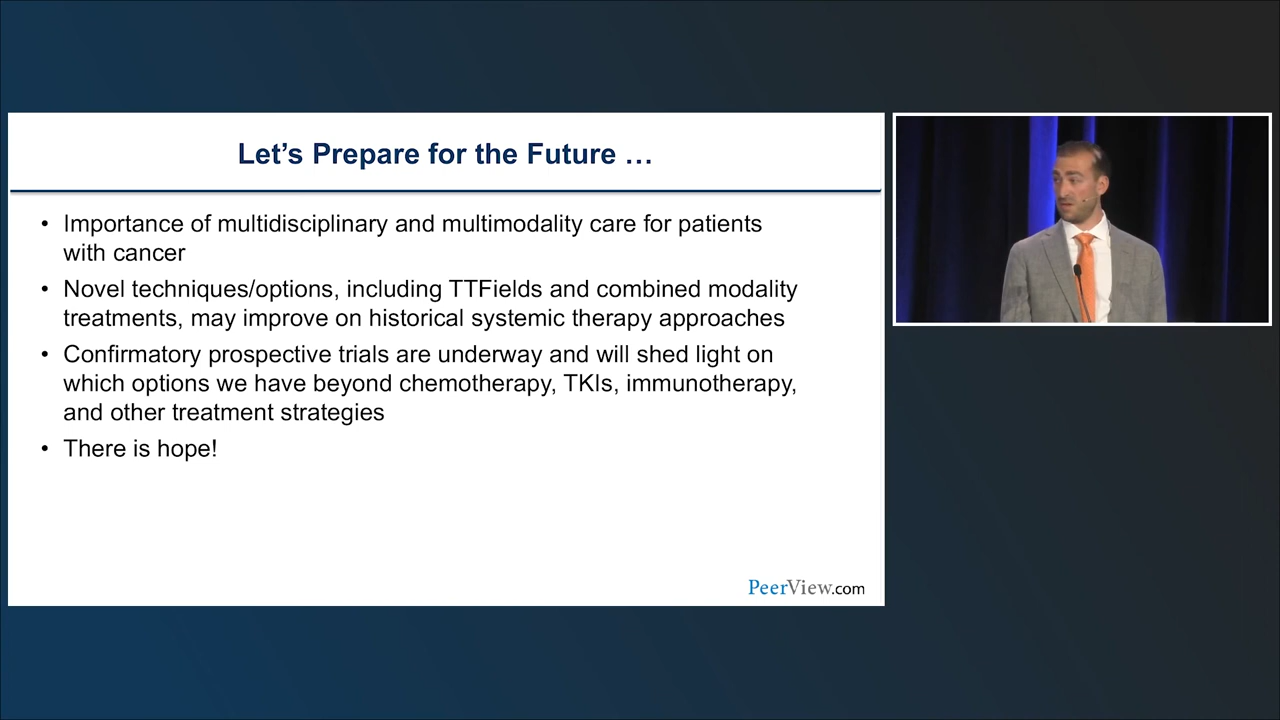 Let’s Prepare for the Future …
• Importance of multidisciplinary and multimodality care for patients
with cancer
• Novel techniques/options, including TTFields and combined modality
treatments, may improve on historical systemic therapy approaches
• Confirmatory prospective trials are underway and will shed light on
which options we have beyond chemotherapy, TKIs, immunotherapy,
and other treatment strategies
• There is hope!
PeerView.com